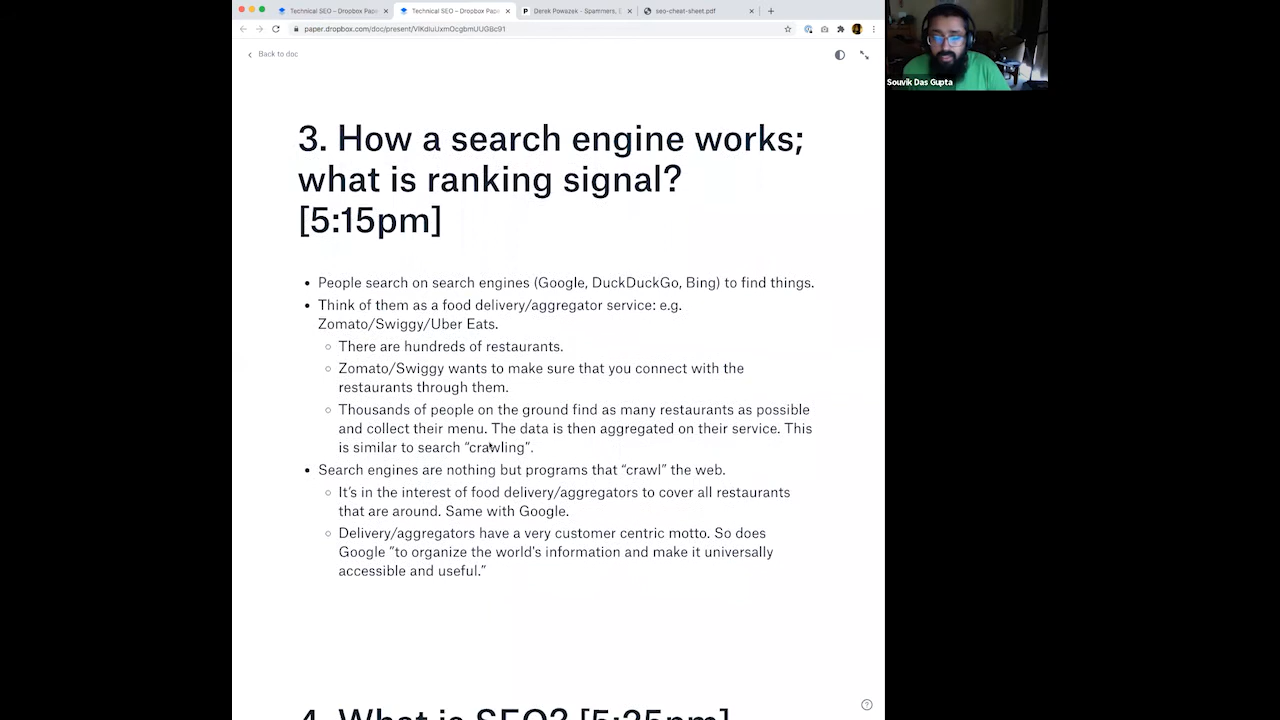 Technical SEO – Dropbox Pape
Technical SEO – Dropbox Pape
Derek Powazek - Spammers, E
seo-cheat-sheet.pdf
paper.dropbox.com/doc/present/
Back to doc
Souvik Das Gupta
3. How a search engine works;
what is ranking signal?
[5:15pm]
• People search on search engines (Google, DuckDuckGo, Bing) to find things.
• Think of them as a food delivery/aggregator service: e.g.
Zomato/Swiggy/Uber Eats.
○ There are hundreds of restaurants.
○ Zomato/Swiggy wants to make sure that you connect with the
restaurants through them.
○ Thousands of people on the ground find as many restaurants as possible
and collect their menu. The data is then aggregated on their service. This
is similar to search “crawling”.
• Search engines are nothing but programs that “crawl” the web.
○ It’s in the interest of food delivery/aggregators to cover all restaurants
that are around. Same with Google.
○ Delivery/aggregators have a very customer centric motto. So does
Google “to organize the world's information and make it universally
accessible and useful.”
4. What is SEO? [5:25pm]